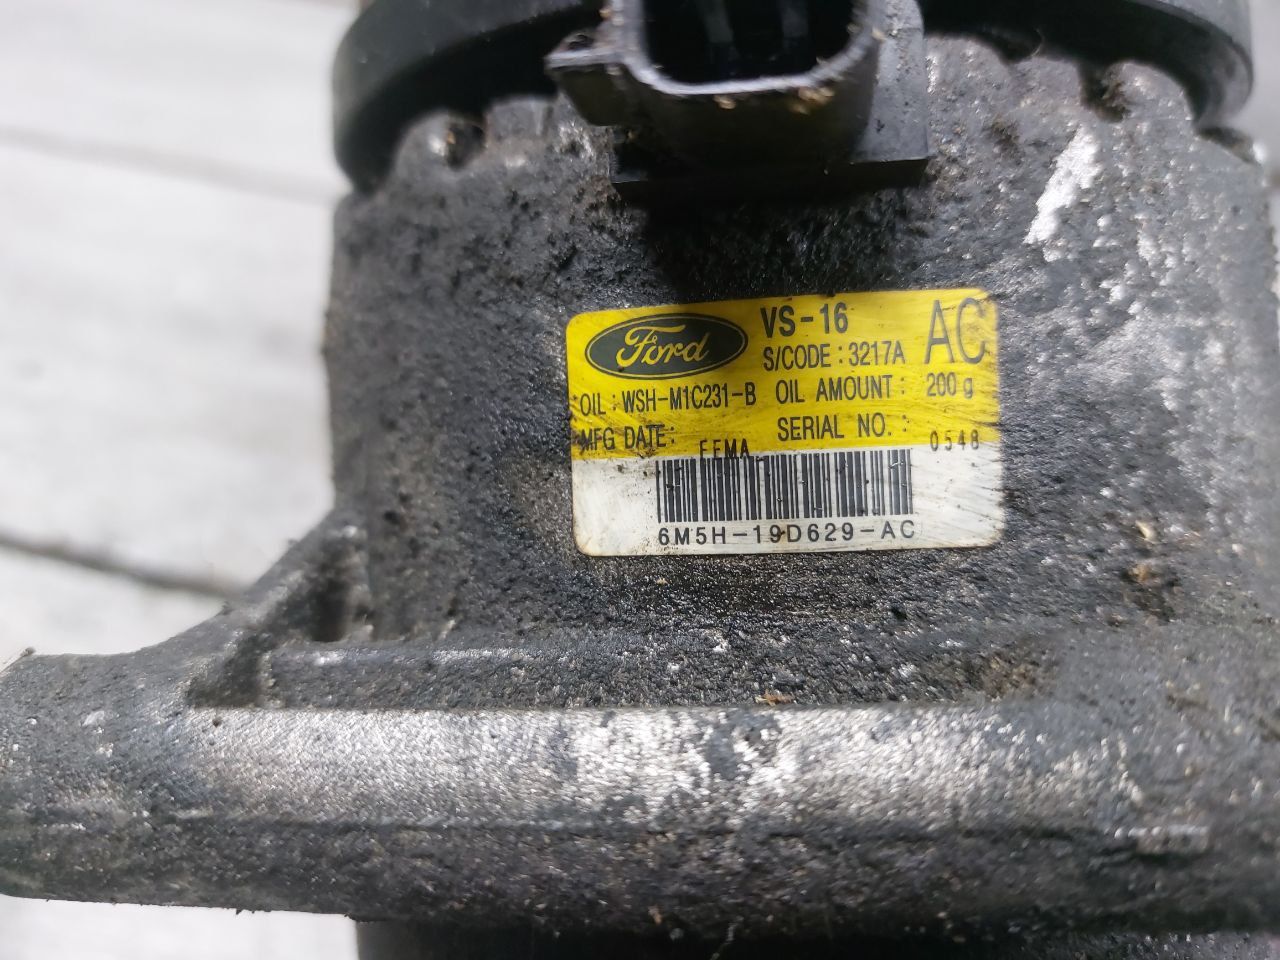 Ford VS-16 AC
S/CODE : 3217A
OIL : WSH-M1C231-B OIL AMOUNT : 200 g
MFG DATE : FFMA SERIAL NO. : 0548
6M5H-19D629-AC